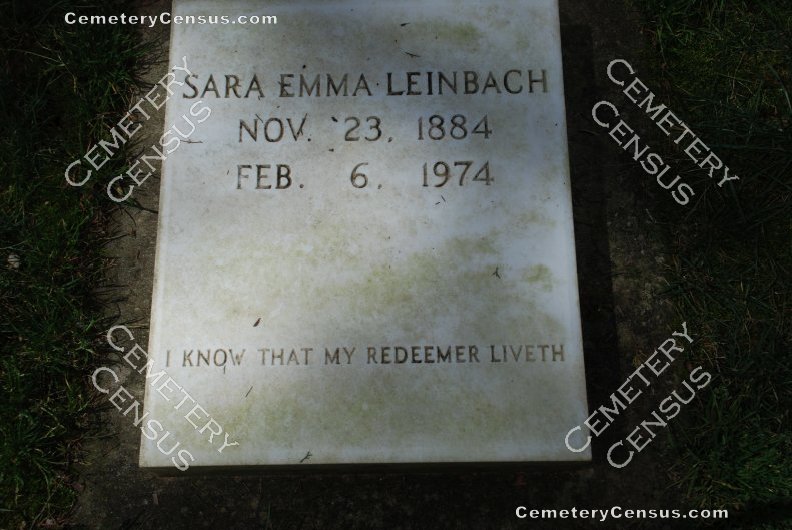 CemeteryCensus.com
SARA EMMA LEINBACH
NOV. 23, 1884
FEB. 6, 1974
I KNOW THAT MY REDEEMER LIVETH
CEMETERY
CENSUS
CEMETERY
CENSUS
CEMETERY
CENSUS
CEMETERY
CENSUS
CemeteryCensus.com